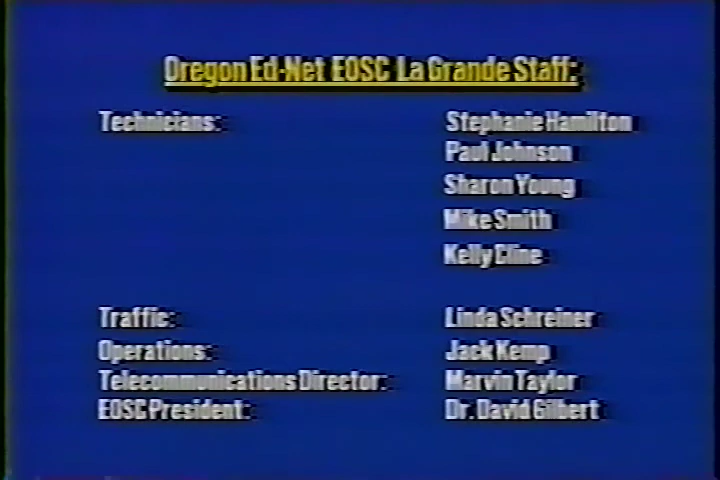 Oregon Ed-Net EOSC La Grande Staff:
Technicians: Stephanie Hamilton
Paul Johnson
Sharon Young
Mike Smith
Kelly Cline
Traffic: Linda Schreiner
Operations: Jack Kemp
Telecommunications Director: Marvin Taylor
EOSC President: Dr. David Gilbert